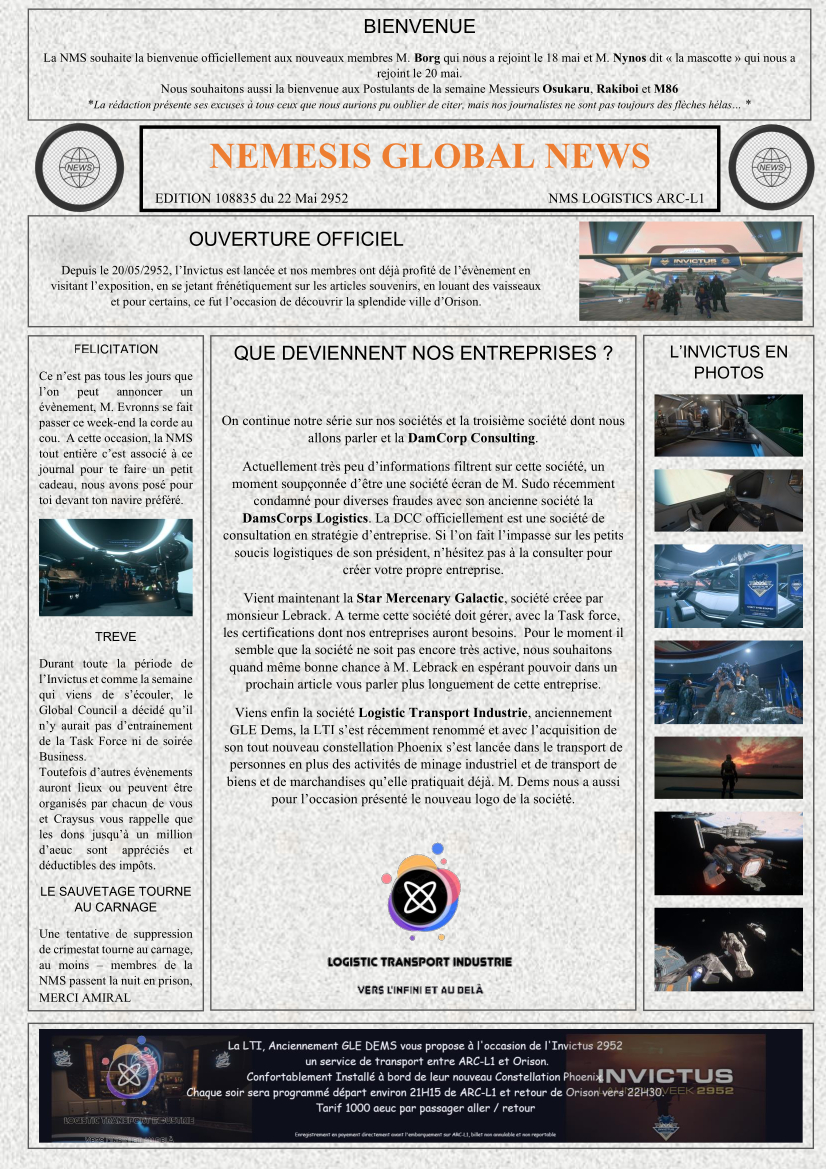 BIENVENUE
La NMS souhaite la bienvenue officiellement aux nouveaux membres M. Borg qui nous a rejoint le 18 mai et M. Nynos dit « la mascotte » qui nous a
rejoint le 20 mai.
Nous souhaitons aussi la bienvenue aux Postulants de la semaine Messieurs Osukaru, Rakiboi et M86
*La rédaction présente ses excuses à tous ceux que nous aurions pu oublier de citer, mais nos journalistes ne sont pas toujours des flèches hélas… *
NEWS
NEMESIS GLOBAL NEWS
EDITION 108835 du 22 Mai 2952
NMS LOGISTICS ARC-L1
NEWS
OUVERTURE OFFICIEL
Depuis le 20/05/2952, l'Invictus est lancée et nos membres ont déjà profité de l'évènement en
visitant l'exposition, en se jetant frénétiquement sur les articles souvenirs, en louant des vaisseaux
et pour certains, ce fut l'occasion de découvrir la splendide ville d'Orison.
INVICTUS
FELICITATION
Ce n'est pas tous les jours que
l'on peut annoncer un
évènement, M. Evronns se fait
passer ce week-end la corde au
cou. A cette occasion, la NMS
tout entière c'est associé à ce
journal pour te faire un petit
cadeau, nous avons posé pour
toi devant ton navire préféré.
TREVE
Durant toute la période de
l'Invictus et comme la semaine
qui viens de s'écouler, le
Global Council a décidé qu'il
n'y aurait pas d'entrainement
de la Task Force ni de soirée
Business.
Toutefois d'autres évènements
auront lieux ou peuvent être
organisés par chacun de vous
et Craysus vous rappelle que
les dons jusqu'à un million
d'aeuc sont appréciés et
déductibles des impôts.
LE SAUVETAGE TOURNE
AU CARNAGE
Une tentative de suppression
de crimestat tourne au carnage,
au moins – membres de la
NMS passent la nuit en prison,
MERCI AMIRAL
QUE DEVIENNENT NOS ENTREPRISES ?
On continue notre série sur nos sociétés et la troisième société dont nous
allons parler et la DamCorp Consulting.
Actuellement très peu d'informations filtrent sur cette société, un
moment soupçonnée d'être une société écran de M. Sudo récemment
condamné pour diverses fraudes avec son ancienne société la
DamsCorps Logistics. La DCC officiellement est une société de
consultation en stratégie d'entreprise. Si l'on fait l'impasse sur les petits
soucis logistiques de son président, n'hésitez pas à la consulter pour
créer votre propre entreprise.
Vient maintenant la Star Mercenary Galactic, société créee par
monsieur Lebrack. A terme cette société doit gérer, avec la Task force,
les certifications dont nos entreprises auront besoins. Pour le moment il
semble que la société ne soit pas encore très active, nous souhaitons
quand même bonne chance à M. Lebrack en espérant pouvoir dans un
prochain article vous parler plus longuement de cette entreprise.
Viens enfin la société Logistic Transport Industrie, anciennement
GLE Dems, la LTI s'est récemment renommé et avec l'acquisition de
son tout nouveau constellation Phoenix s'est lancée dans le transport de
personnes en plus des activités de minage industriel et de transport de
biens et de marchandises qu'elle pratiquait déjà. M. Dems nous a aussi
pour l'occasion présenté le nouveau logo de la société.
LOGISTIC TRANSPORT INDUSTRIE
VERS L'INFINI ET AU DELÀ
L'INVICTUS EN
PHOTOS
La LTI, Anciennement GLE DEMS vous propose à l'occasion de l'Invictus 2952
un service de transport entre ARC-L1 et Orison.
Confortablement Installé à bord de leur nouveau Constellation Phoenix
Chaque soir sera programmé départ environ 21H15 de ARC-L1 et retour de Orison vers 22H30.
Tarif 1000 aeuc par passager aller / retour
Enregistrement en payement directement avant l'embarquement sur ARC-L1, billet non annulable et non reportable
LOGISTIC TRANSPORT INDUSTRIE
VERS L'INFINI ET AU DELÀ
INVICTUS
WEEK 2952